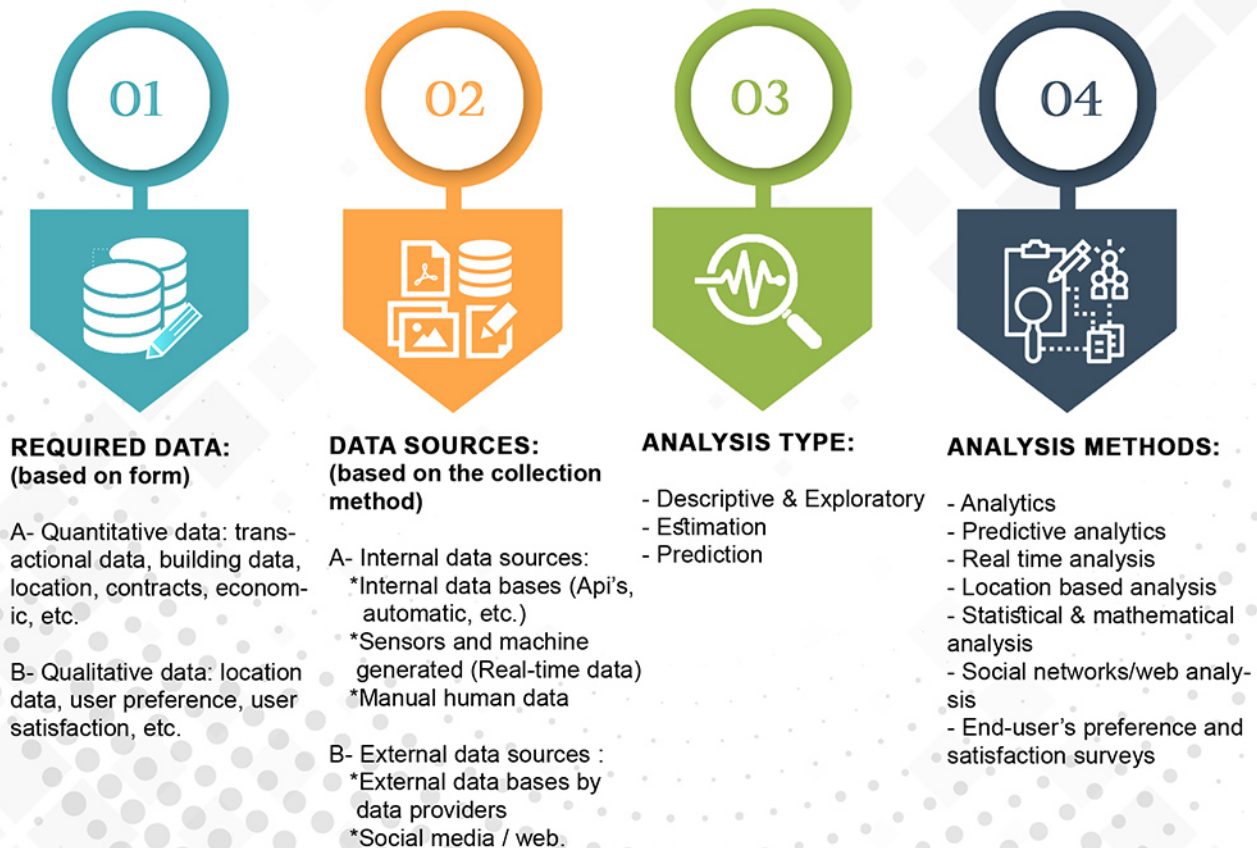 01
REQUIRED DATA:
(based on form)
A- Quantitative data: trans-
actional data, building data,
location, contracts, econom-
ic, etc.
B- Qualitative data: location
data, user preference, user
satisfaction, etc.
02
DATA SOURCES:
(based on the collection
method)
A- Internal data sources:
*Internal data bases (Api's,
automatic, etc.)
*Sensors and machine
generated (Real-time data)
*Manual human data
B- External data sources :
*External data bases by
data providers
*Social media / web.
03
ANALYSIS TYPE:
- Descriptive & Exploratory
- Estimation
- Prediction
04
ANALYSIS METHODS:
- Analytics
- Predictive analytics
- Real time analysis
- Location based analysis
- Statistical & mathematical
analysis
- Social networks/web analy-
sis
- End-user's preference and
satisfaction surveys